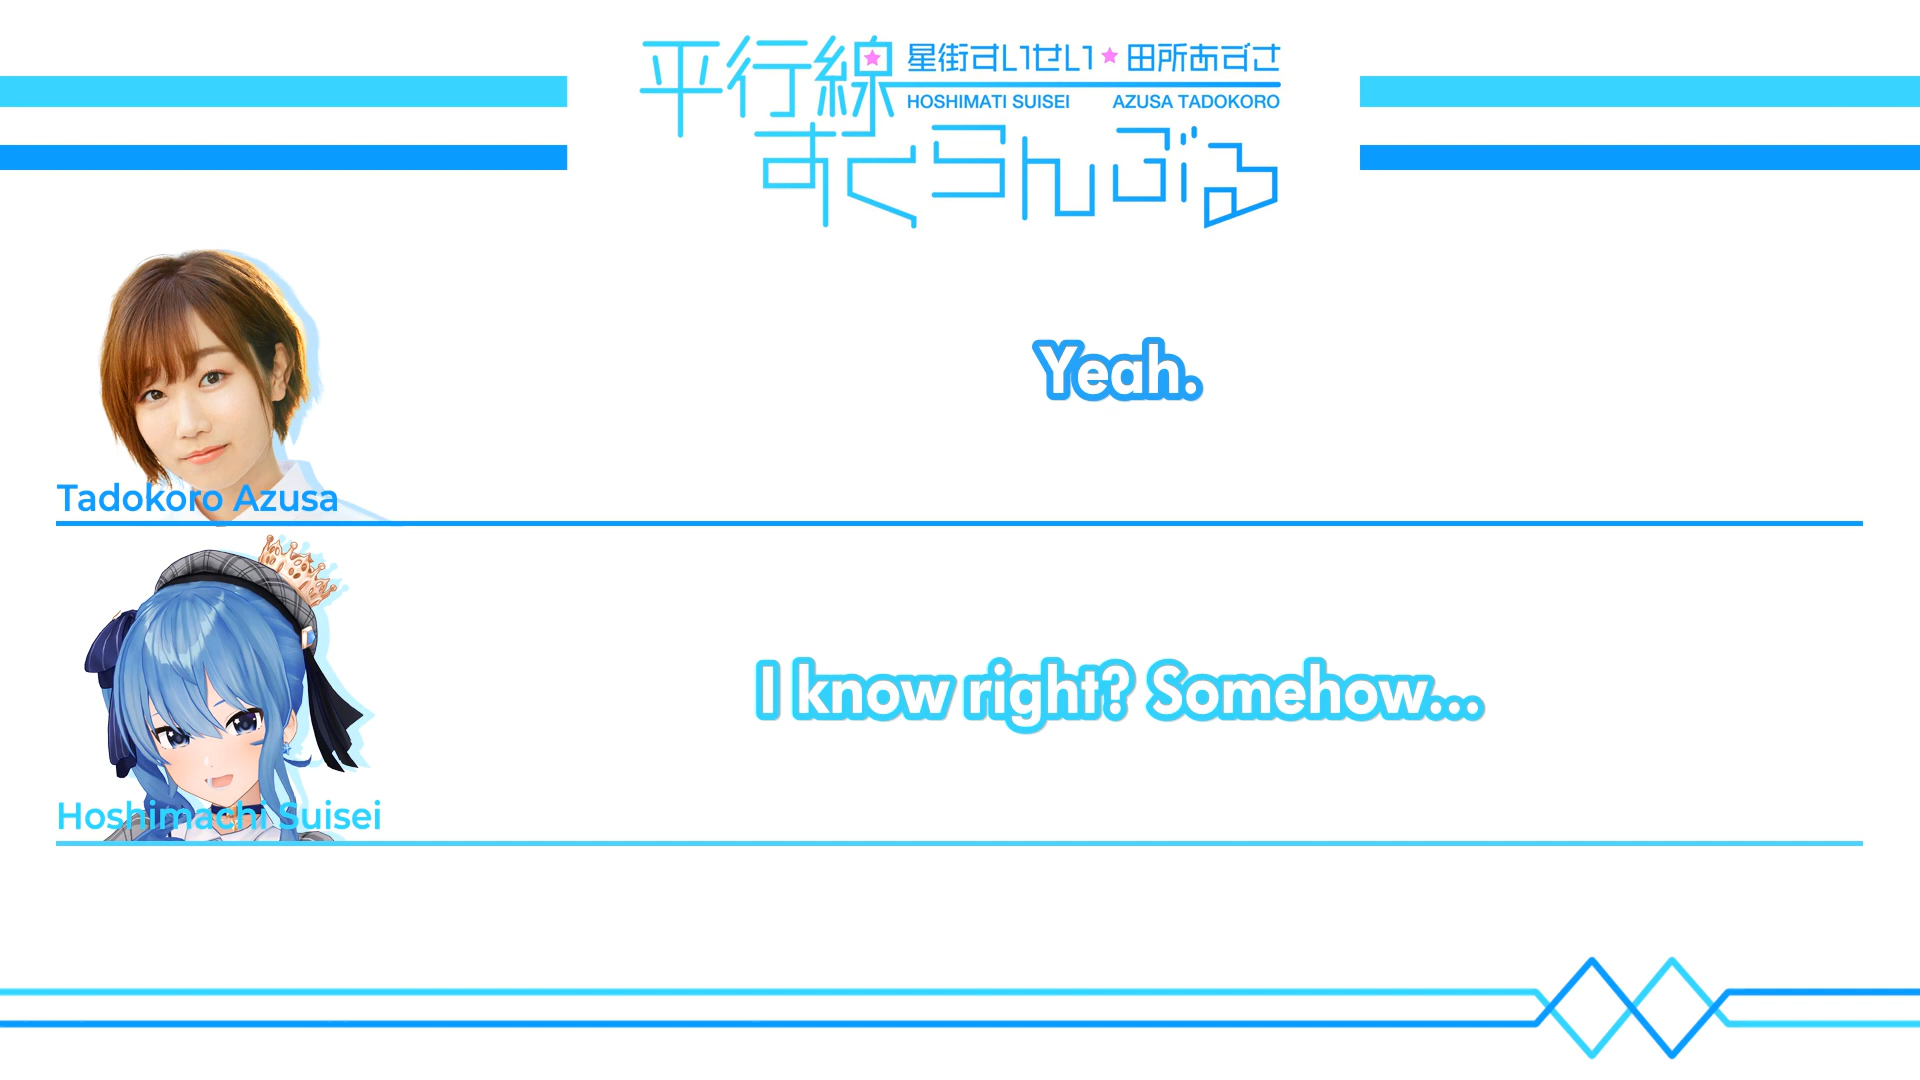 平行線
星街すいせい★田所あずさ
HOSHIMATI SUISEI AZUSA TADOKORO
すくらんぶる
Yeah.
Tadokoro Azusa
I know right? Somehow...
Hoshimachi Suisei